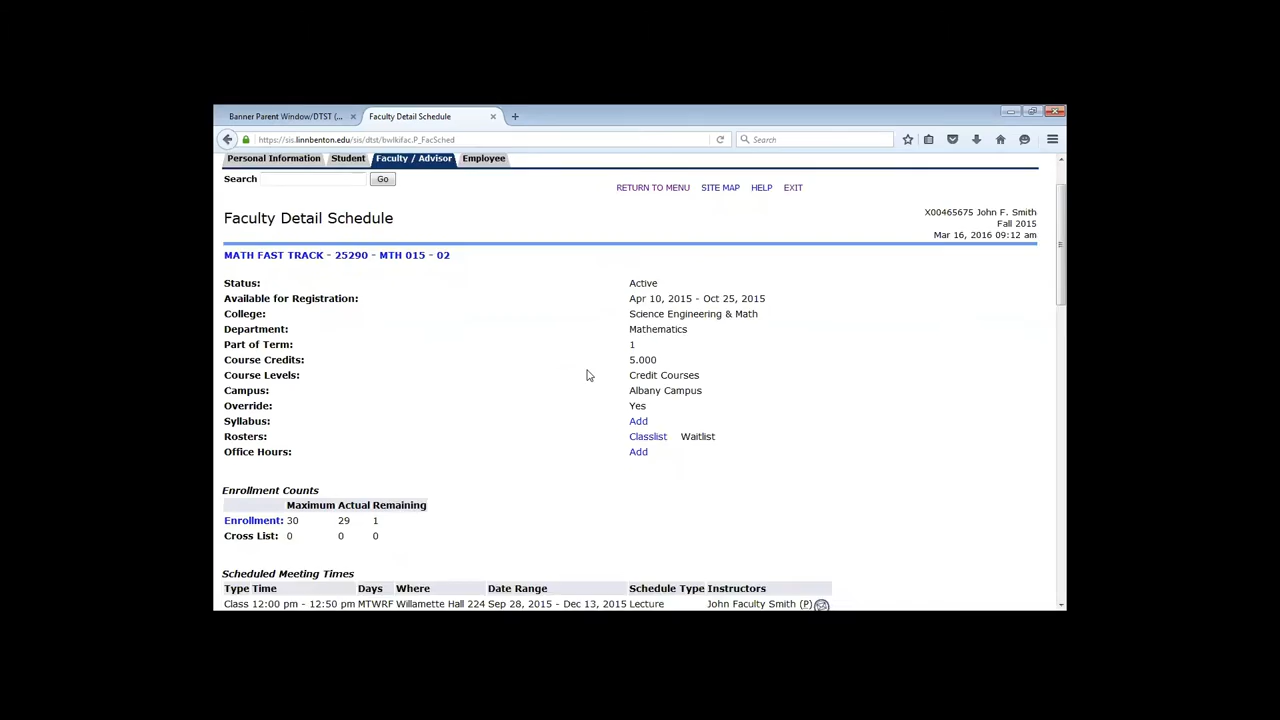 Banner Parent Window/DTST (... Faculty Detail Schedule
https://sis.linnbenton.edu/sis/dtst/bwlkifac.P_FacSched Search
Personal Information Student Faculty / Advisor Employee
Search Go
RETURN TO MENU SITE MAP HELP EXIT
Faculty Detail Schedule
X00465675 John F. Smith
Fall 2015
Mar 16, 2016 09:12 am
MATH FAST TRACK - 25290 - MTH 015 - 02
Status: Active
Available for Registration: Apr 10, 2015 - Oct 25, 2015
College: Science Engineering & Math
Department: Mathematics
Part of Term: 1
Course Credits: 5.000
Course Levels: Credit Courses
Campus: Albany Campus
Override: Yes
Syllabus: Add
Rosters: Classlist Waitlist
Office Hours: Add
Enrollment Counts
Maximum Actual Remaining
Enrollment: 30 29 1
Cross List: 0 0 0
Scheduled Meeting Times
Type Time Days Where Date Range Schedule Type Instructors
Class 12:00 pm - 12:50 pm MTWRF Willamette Hall 224 Sep 28, 2015 - Dec 13, 2015 Lecture John Faculty Smith (P)